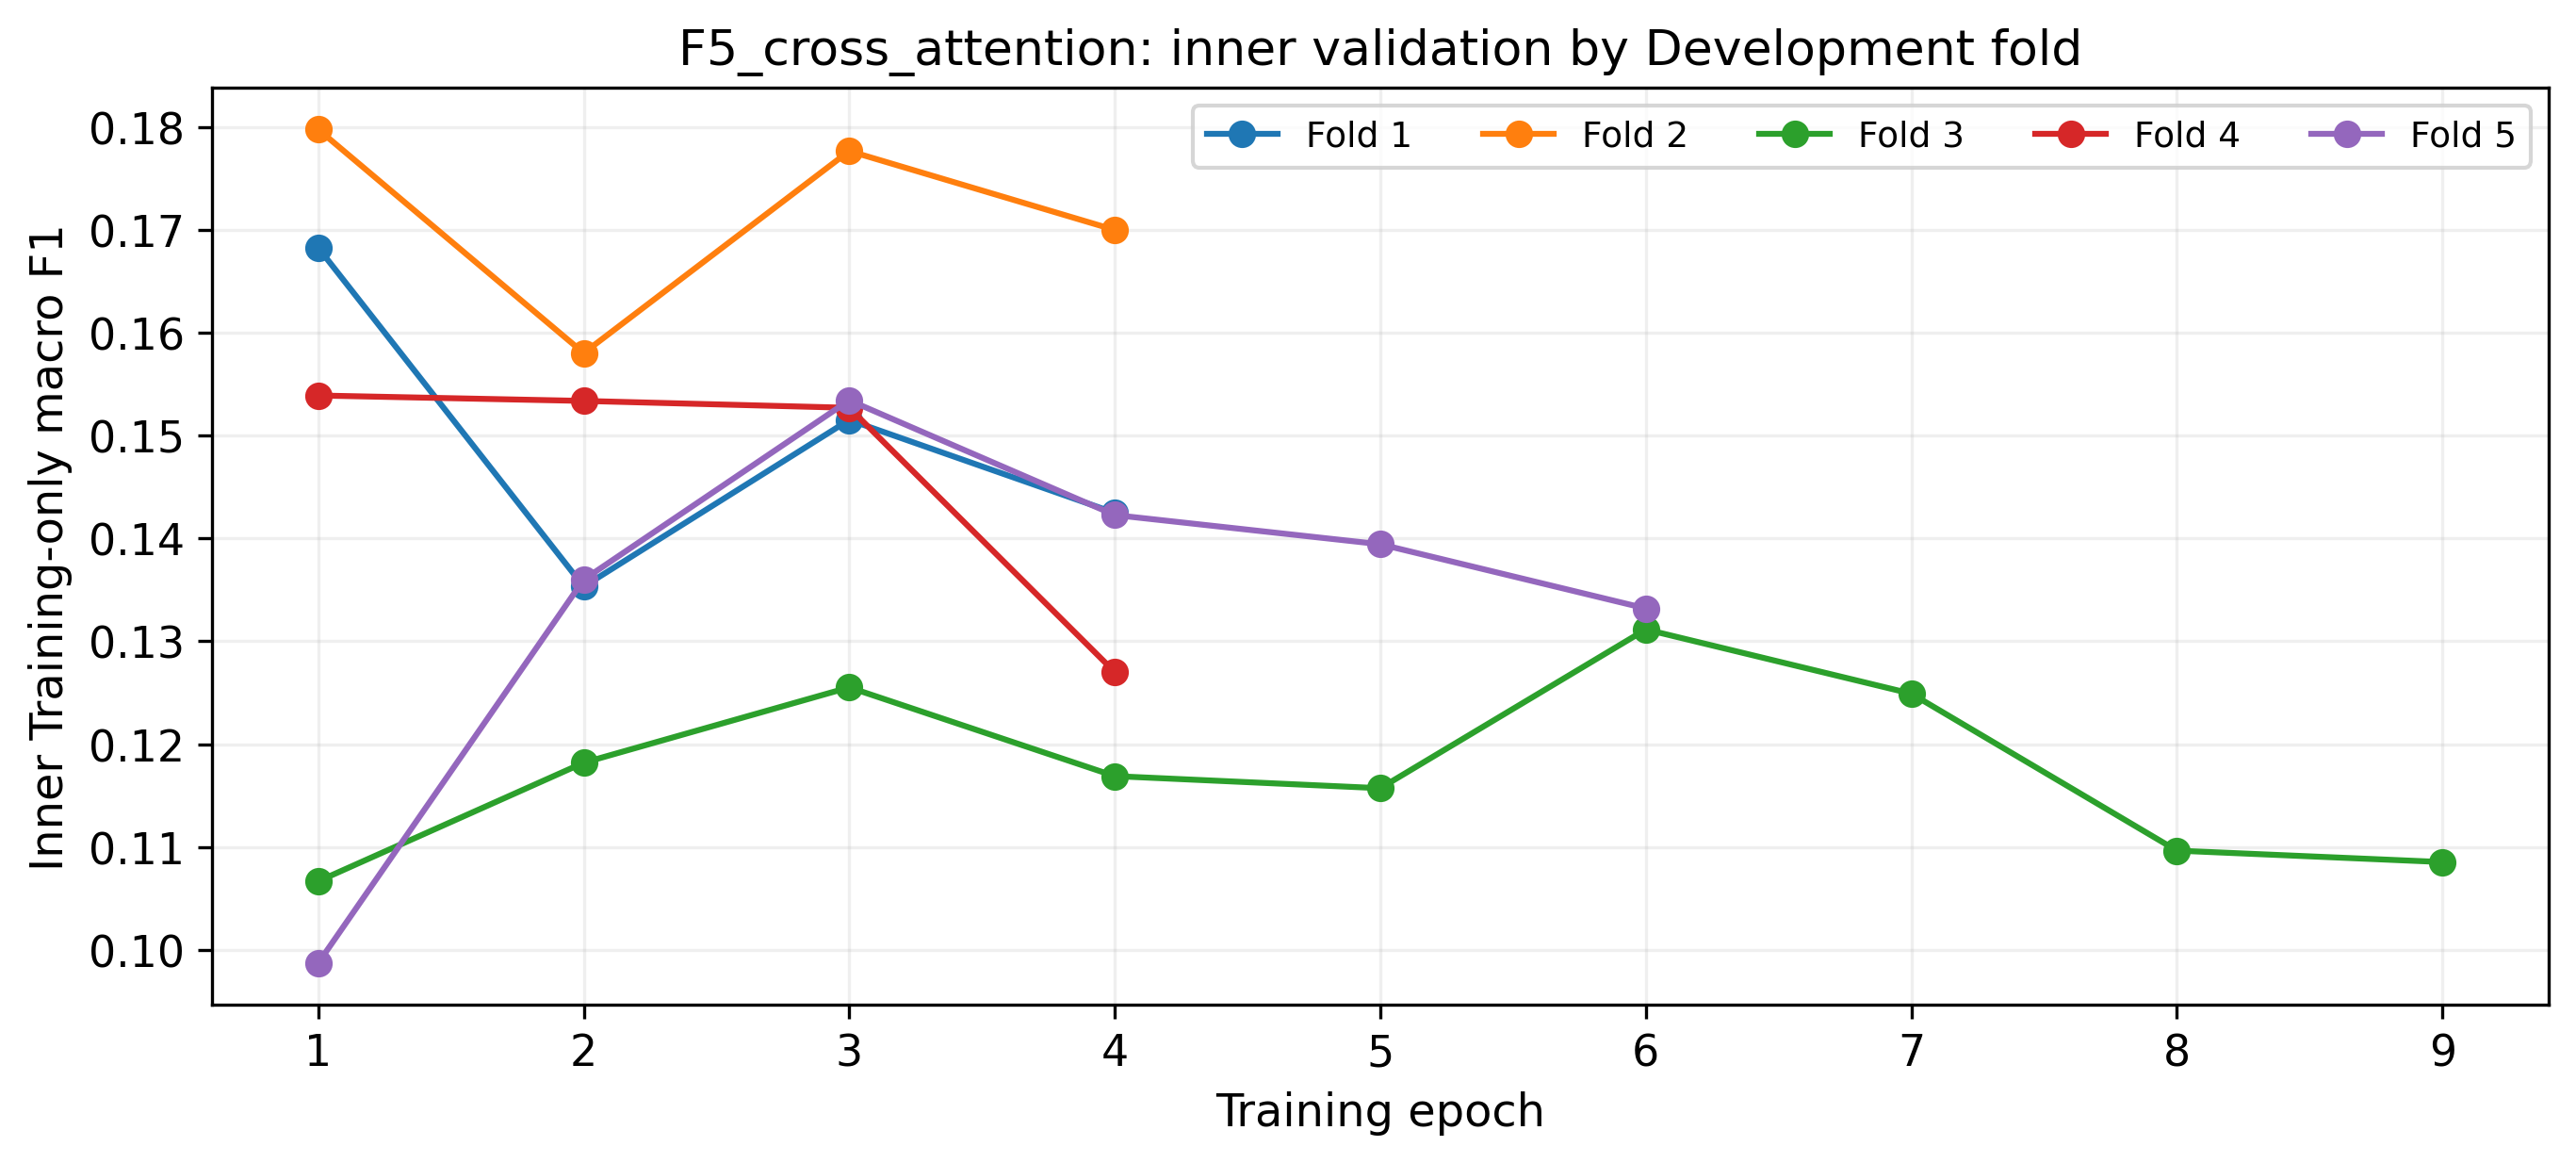 F5_cross_attention: inner validation by Development fold
Fold 1 Fold 2 Fold 3 Fold 4 Fold 5
Inner Training-only macro F1
0.18
0.17
0.16
0.15
0.14
0.13
0.12
0.11
0.10
1 2 3 4 5 6 7 8 9
Training epoch